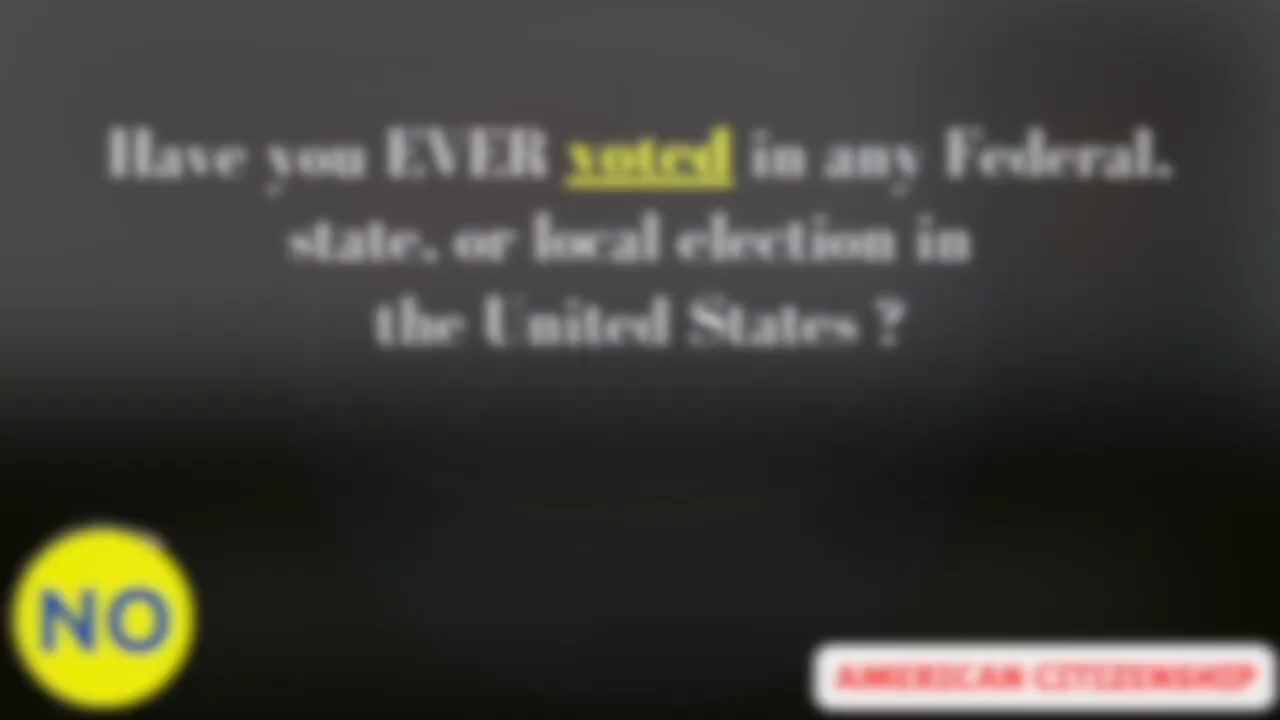 Have you EVER voted in any Federal,
state, or local election in
the United States ?
NO
AMERICAN CITIZENSHIP